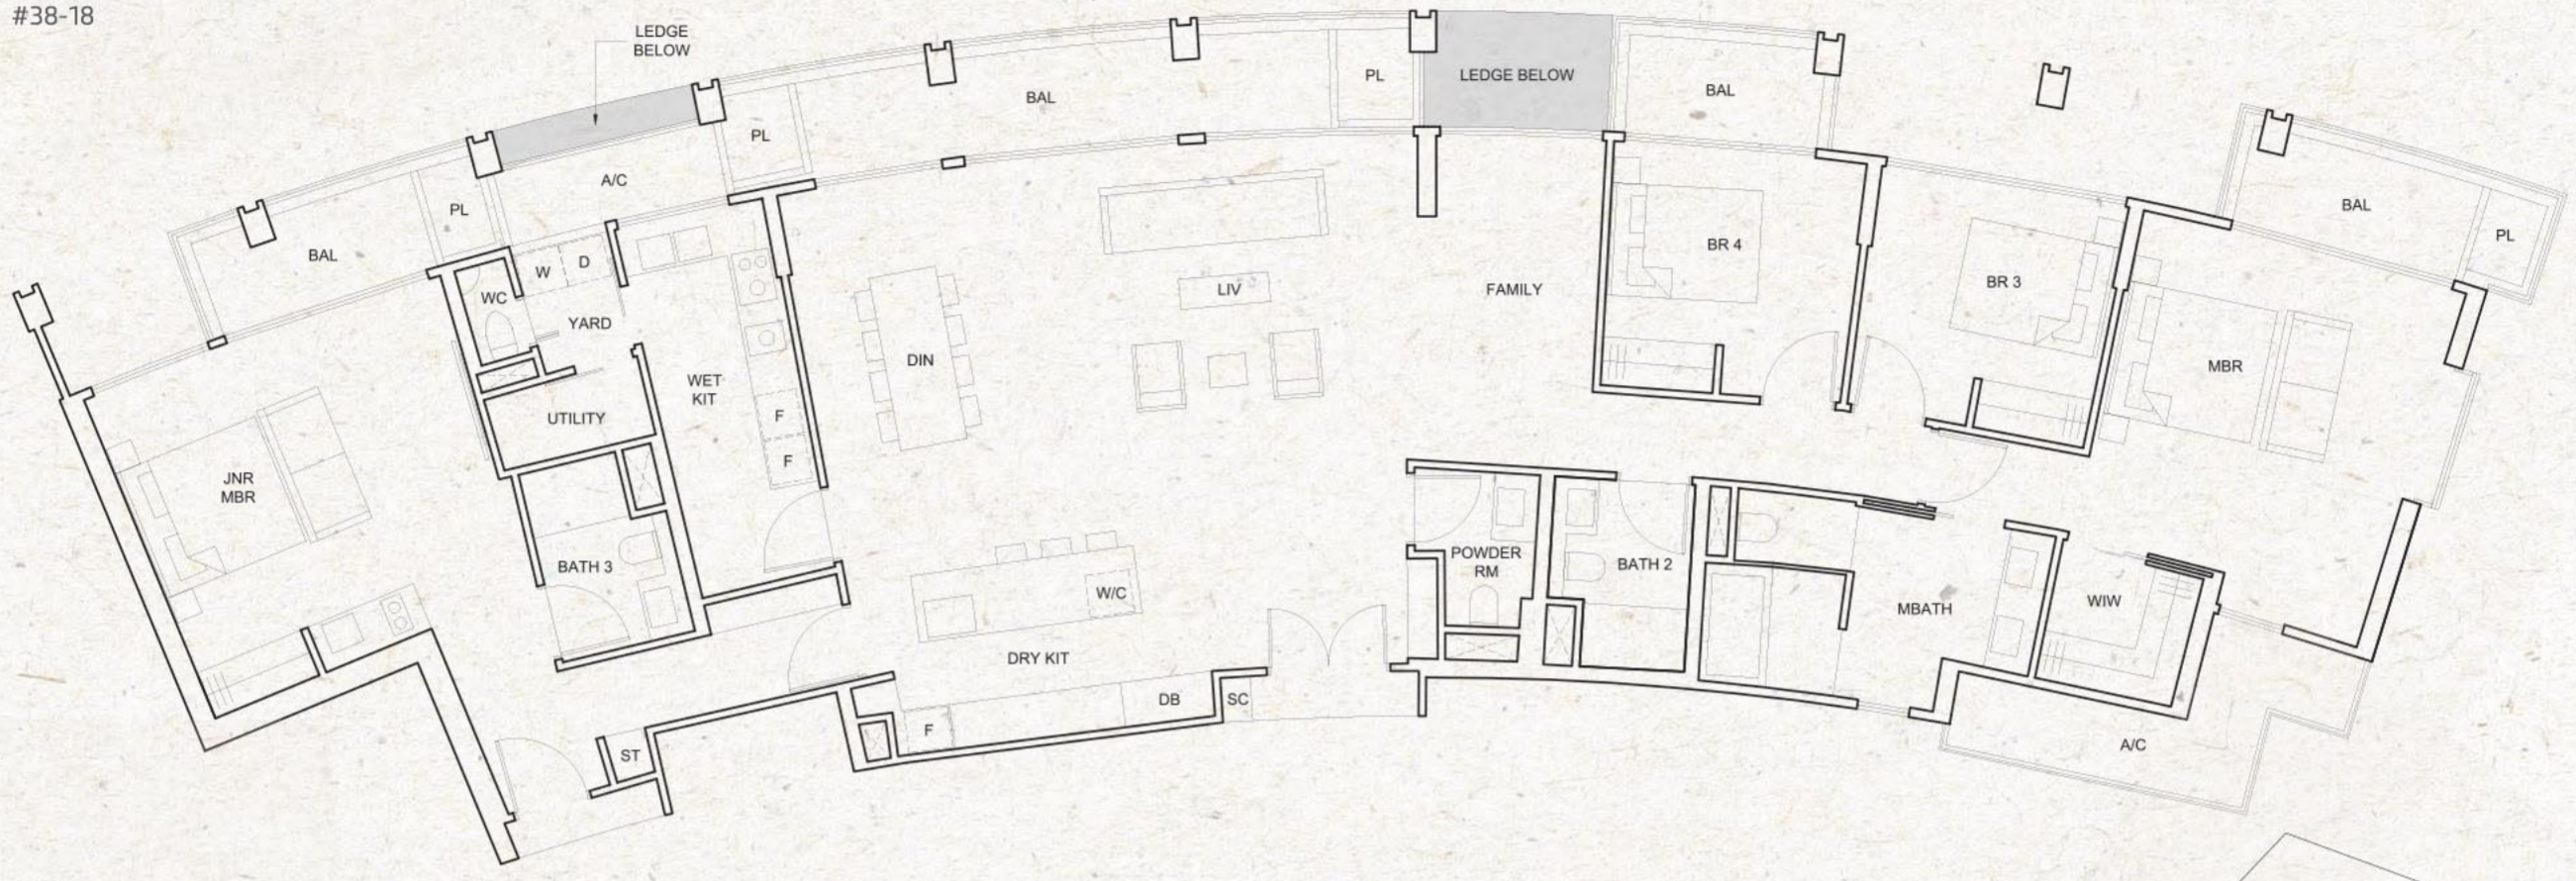 #38-18
LEDGE
BELOW
PL
LEDGE BELOW
BAL
BAL
PL
A/C
PL
BAL
BAL
BAL
PL
WC
W
D
YARD
LIV
FAMILY
BR 4
BR 3
MBR
DIN
WET
KIT
UTILITY
F
F
JNR
MBR
BATH 3
W/C
POWDER
RM
BATH 2
MBATH
WIW
DRY KIT
DB
SC
F
ST
A/C